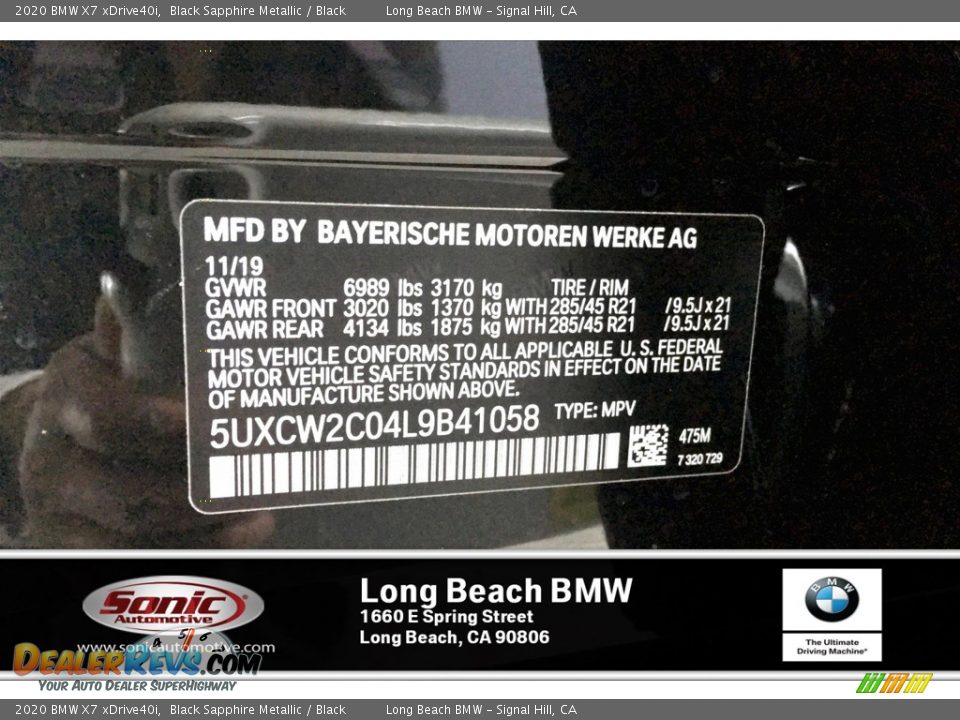 2020 BMW X7 xDrive40i, Black Sapphire Metallic / Black Long Beach BMW - Signal Hill, CA
MFD BY BAYERISCHE MOTOREN WERKE AG
11/19
GVWR 6989 lbs 3170 kg TIRE / RIM
GAWR FRONT 3020 lbs 1370 kg WITH 285/45 R21 /9.5J x 21
GAWR REAR 4134 lbs 1875 kg WITH 285/45 R21 /9.5J x 21
THIS VEHICLE CONFORMS TO ALL APPLICABLE U. S. FEDERAL
MOTOR VEHICLE SAFETY STANDARDS IN EFFECT ON THE DATE
OF MANUFACTURE SHOWN ABOVE.
5UXCW2C04L9B41058 TYPE: MPV
475M
7 320 729
Sonic
Automotive
www.sonicautomotive.com
Long Beach BMW
1660 E Spring Street
Long Beach, CA 90806
BMW
The Ultimate
Driving Machine®
4 5 6
DealerRevs.com
Your Auto Dealer SuperHighway
2020 BMW X7 xDrive40i, Black Sapphire Metallic / Black Long Beach BMW - Signal Hill, CA